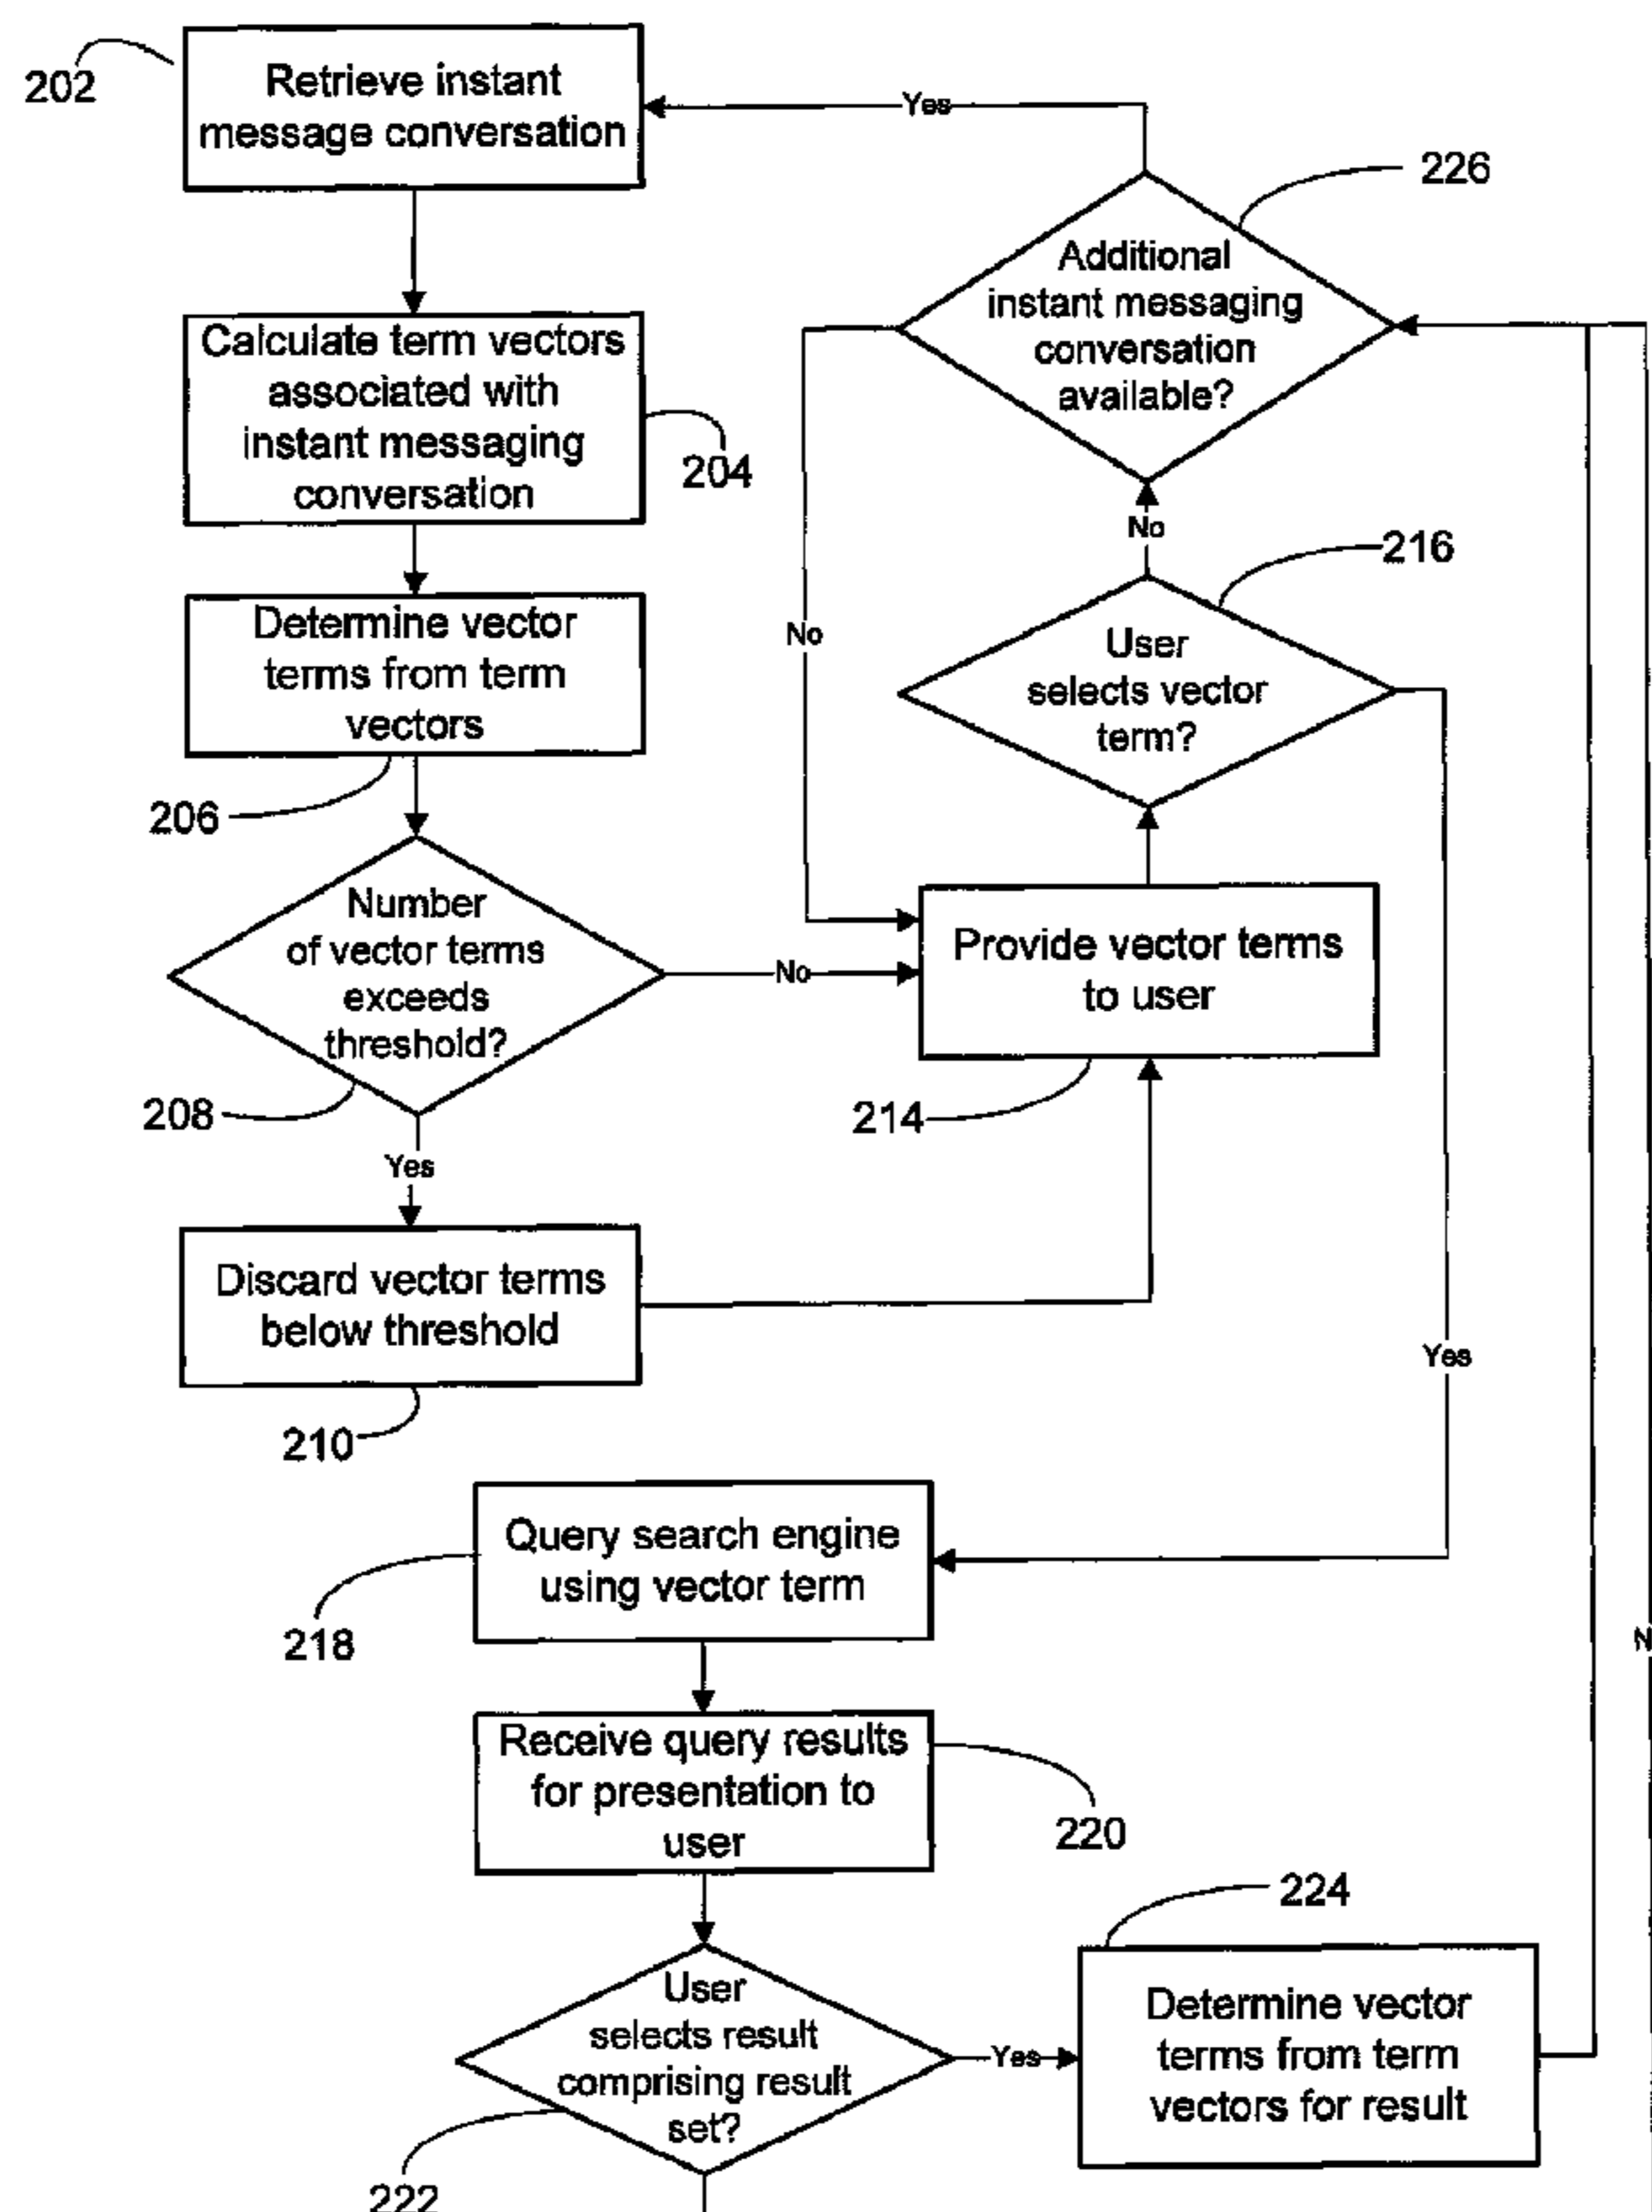 202
Retrieve instant
message conversation
Yes
226
Additional
instant messaging
conversation
available?
Calculate term vectors
associated with
instant messaging
conversation
204
No
216
No
User
selects vector
term?
Determine vector
terms from term
vectors
206
Number
of vector terms
exceeds
threshold?
No
Provide vector terms
to user
208
214
Yes
Discard vector terms
below threshold
210
Yes
Query search engine
using vector term
218
Receive query results
for presentation to
user
220
224
User
selects result
comprising result
set?
Yes
Determine vector
terms from term
vectors for result
222